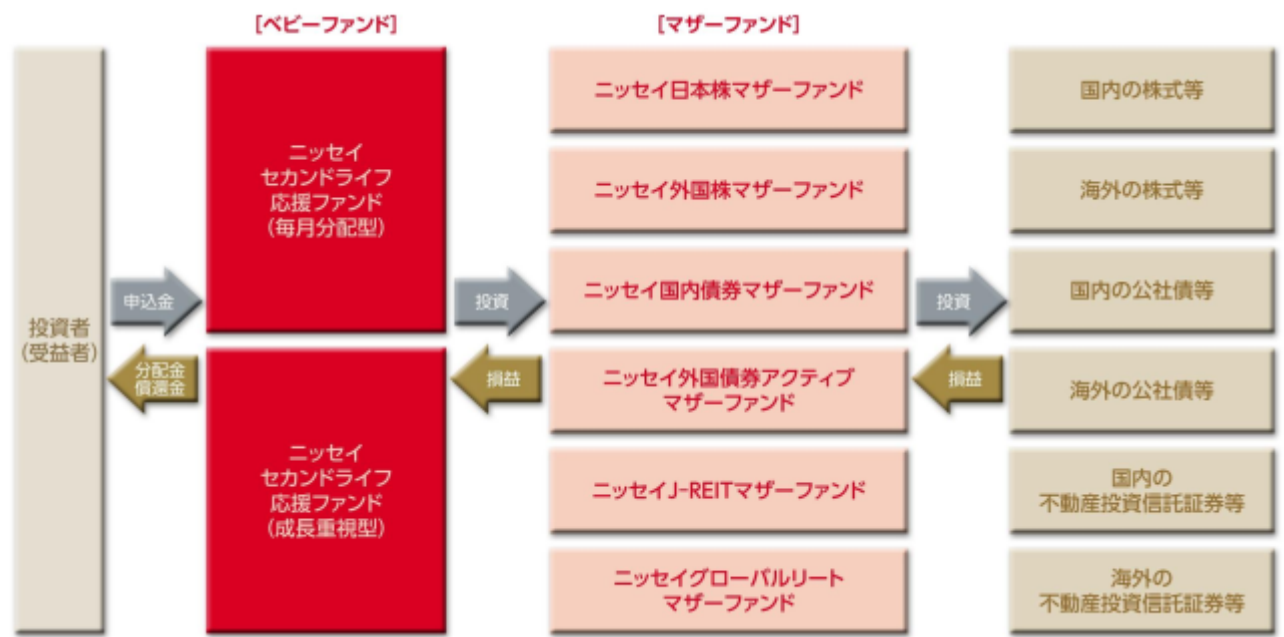 [ベビーファンド]
[マザーファンド]
投資者
(受益者)
申込金
分配金
償還金
ニッセイ
セカンドライフ
応援ファンド
(毎月分配型)
ニッセイ
セカンドライフ
応援ファンド
(成長重視型)
投資
損益
ニッセイ日本株マザーファンド
ニッセイ外国株マザーファンド
ニッセイ国内債券マザーファンド
ニッセイ外国債券アクティブ
マザーファンド
ニッセイJ-REITマザーファンド
ニッセイグローバルリート
マザーファンド
投資
損益
国内の株式等
海外の株式等
国内の公社債等
海外の公社債等
国内の
不動産投資信託証券等
海外の
不動産投資信託証券等